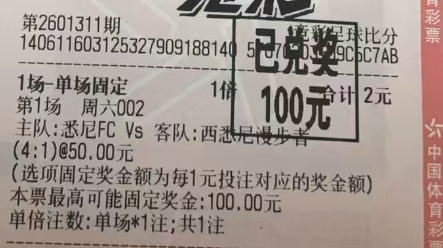 第2601311期
竞彩足球比分
140611603125327909188140
已兑奖
100元
1场-单场固定 1倍 合计 2元
第1场 周六002
主队:悉尼FC Vs 客队:西悉尼漫步者
(4:1)@50.00元
(选项固定奖金额为每1元投注对应的奖金额)
本票最高可能固定奖金:100.00元
单倍注数:单场*1注;共1注
中国体育彩
育彩票